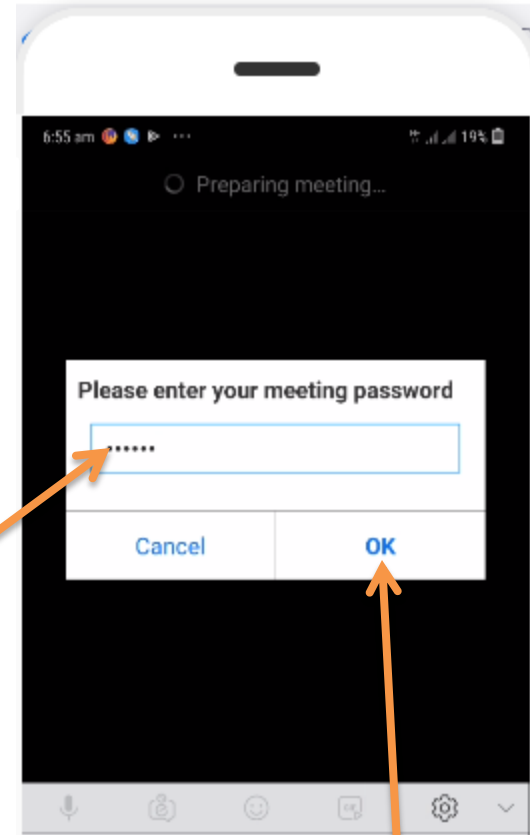 6:55 am ... 19%
Preparing meeting...
Please enter your meeting password
······
Cancel OK